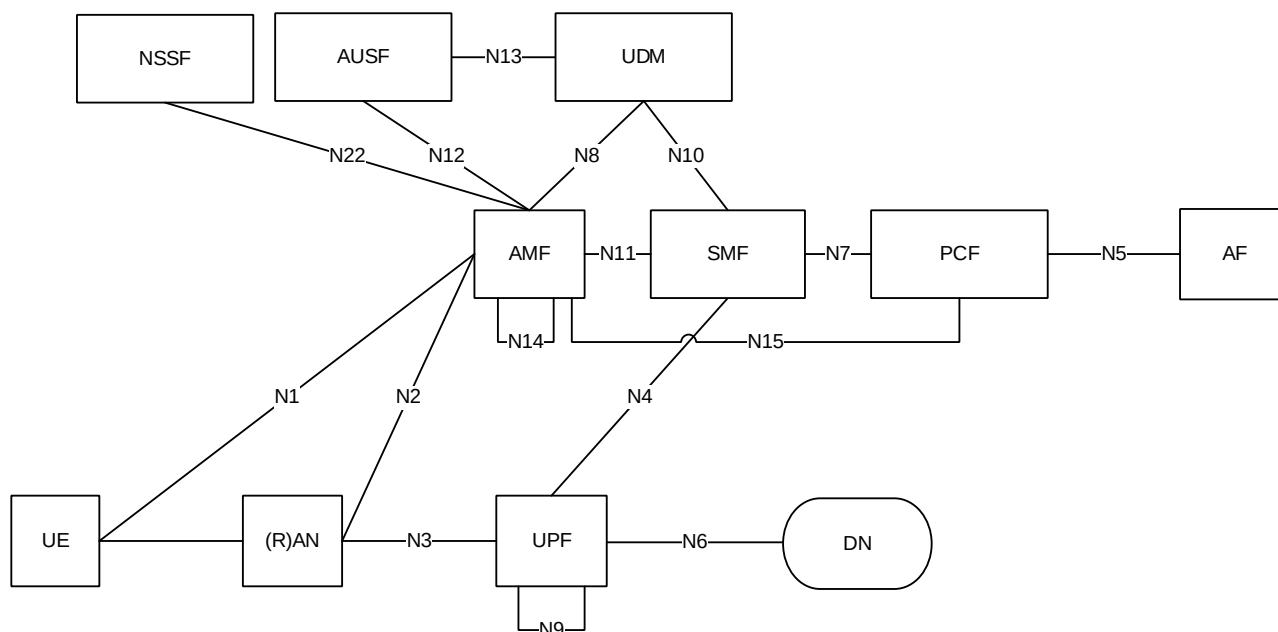 NSSF
AUSF
N13
UDM
N22
N12
N8
N10
AMF
N11
SMF
N7
PCF
N5
AF
N14
N15
N1
N2
N4
UE
(R)AN
N3
UPF
N6
DN
N9